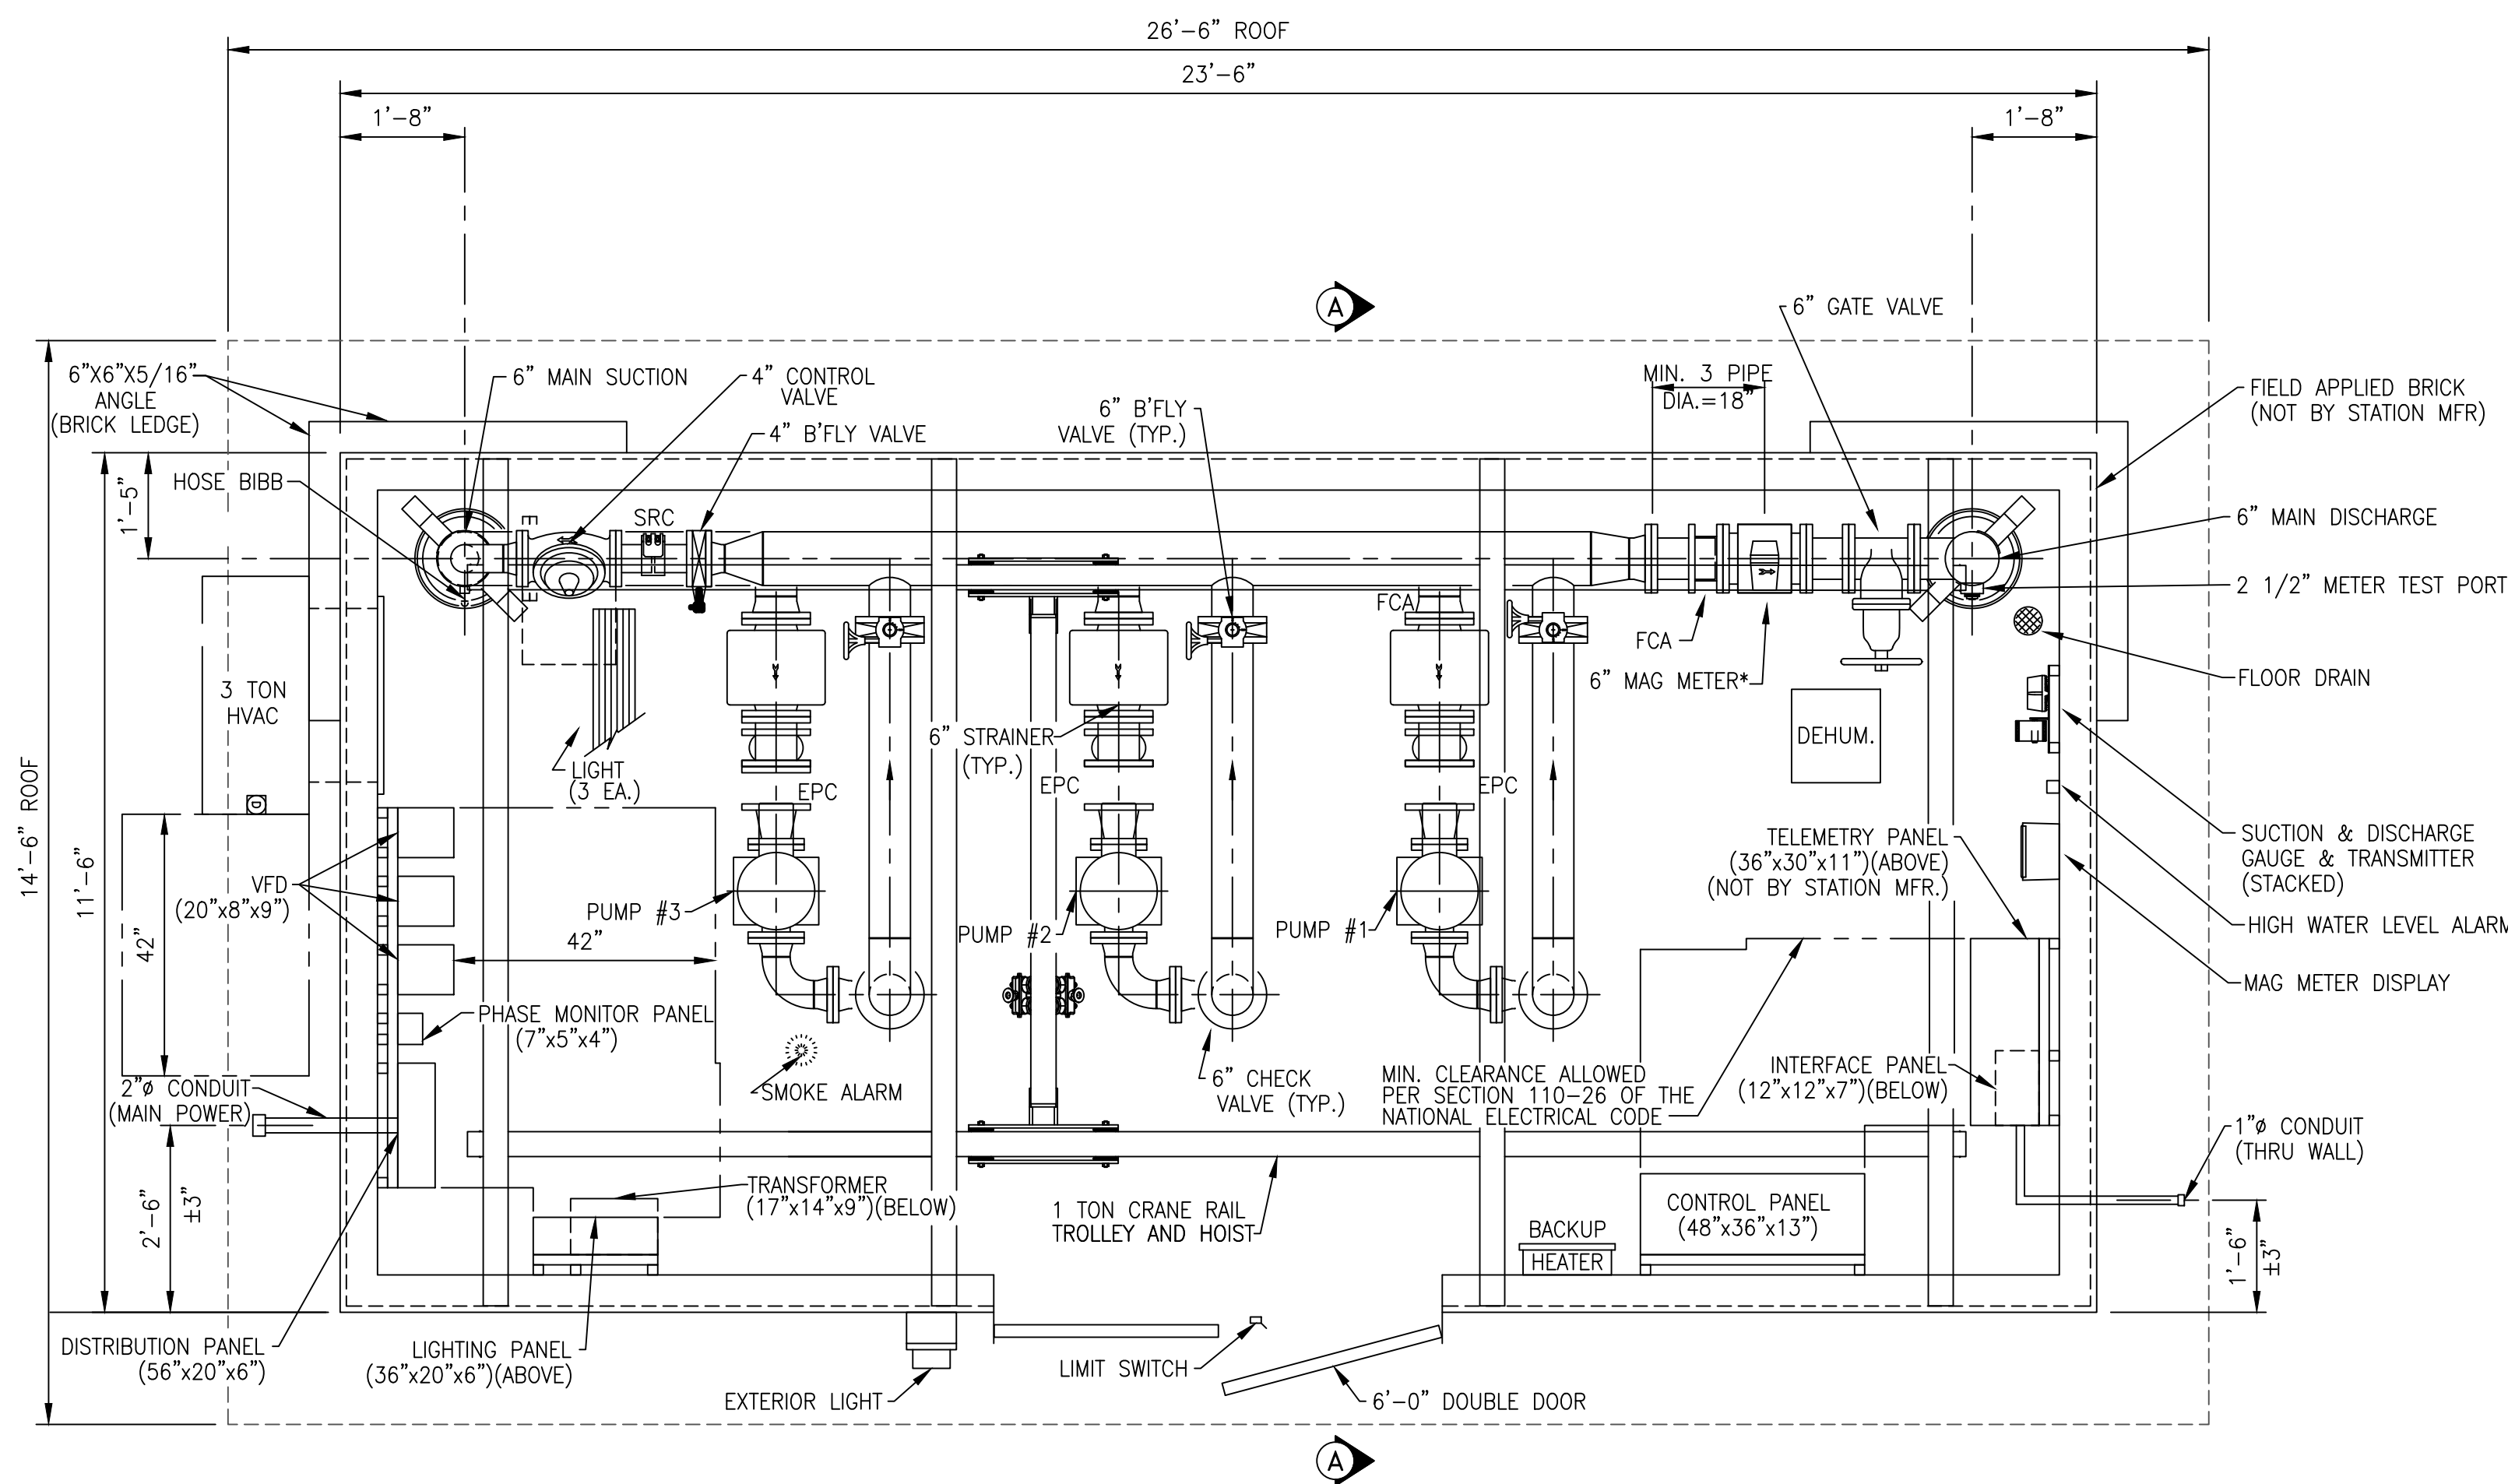 26'-6" ROOF
23'-6"
1'-8"
1'-8"
A
6" GATE VALVE
6"X6"X5/16"
ANGLE
(BRICK LEDGE)
6" MAIN SUCTION
4" CONTROL
VALVE
4" B'FLY VALVE
6" B'FLY
VALVE (TYP.)
MIN. 3 PIPE
DIA.=18"
FIELD APPLIED BRICK
(NOT BY STATION MFR)
HOSE BIBB
1'-5"
SRC
6" MAIN DISCHARGE
2 1/2" METER TEST PORT
FCA
FCA
6" MAG METER*
FLOOR DRAIN
3 TON
HVAC
LIGHT
(3 EA.)
6" STRAINER
(TYP.)
DEHUM.
EPC
EPC
EPC
14'-6" ROOF
11'-6"
42"
VFD
(20"x8"x9")
PUMP #3
42"
PUMP #2
PUMP #1
TELEMETRY PANEL
(36"x30"x11")(ABOVE)
(NOT BY STATION MFR.)
SUCTION & DISCHARGE
GAUGE & TRANSMITTER
(STACKED)
HIGH WATER LEVEL ALARM
MAG METER DISPLAY
PHASE MONITOR PANEL
(7"x5"x4")
2"ø CONDUIT
(MAIN POWER)
SMOKE ALARM
6" CHECK
VALVE (TYP.)
MIN. CLEARANCE ALLOWED
PER SECTION 110-26 OF THE
NATIONAL ELECTRICAL CODE
INTERFACE PANEL
(12"x12"x7")(BELOW)
1"ø CONDUIT
(THRU WALL)
2'-6"
±3"
TRANSFORMER
(17"x14"x9")(BELOW)
1 TON CRANE RAIL
TROLLEY AND HOIST
BACKUP
HEATER
CONTROL PANEL
(48"x36"x13")
1'-6"
±3"
DISTRIBUTION PANEL
(56"x20"x6")
LIGHTING PANEL
(36"x20"x6")(ABOVE)
EXTERIOR LIGHT
LIMIT SWITCH
6'-0" DOUBLE DOOR
A